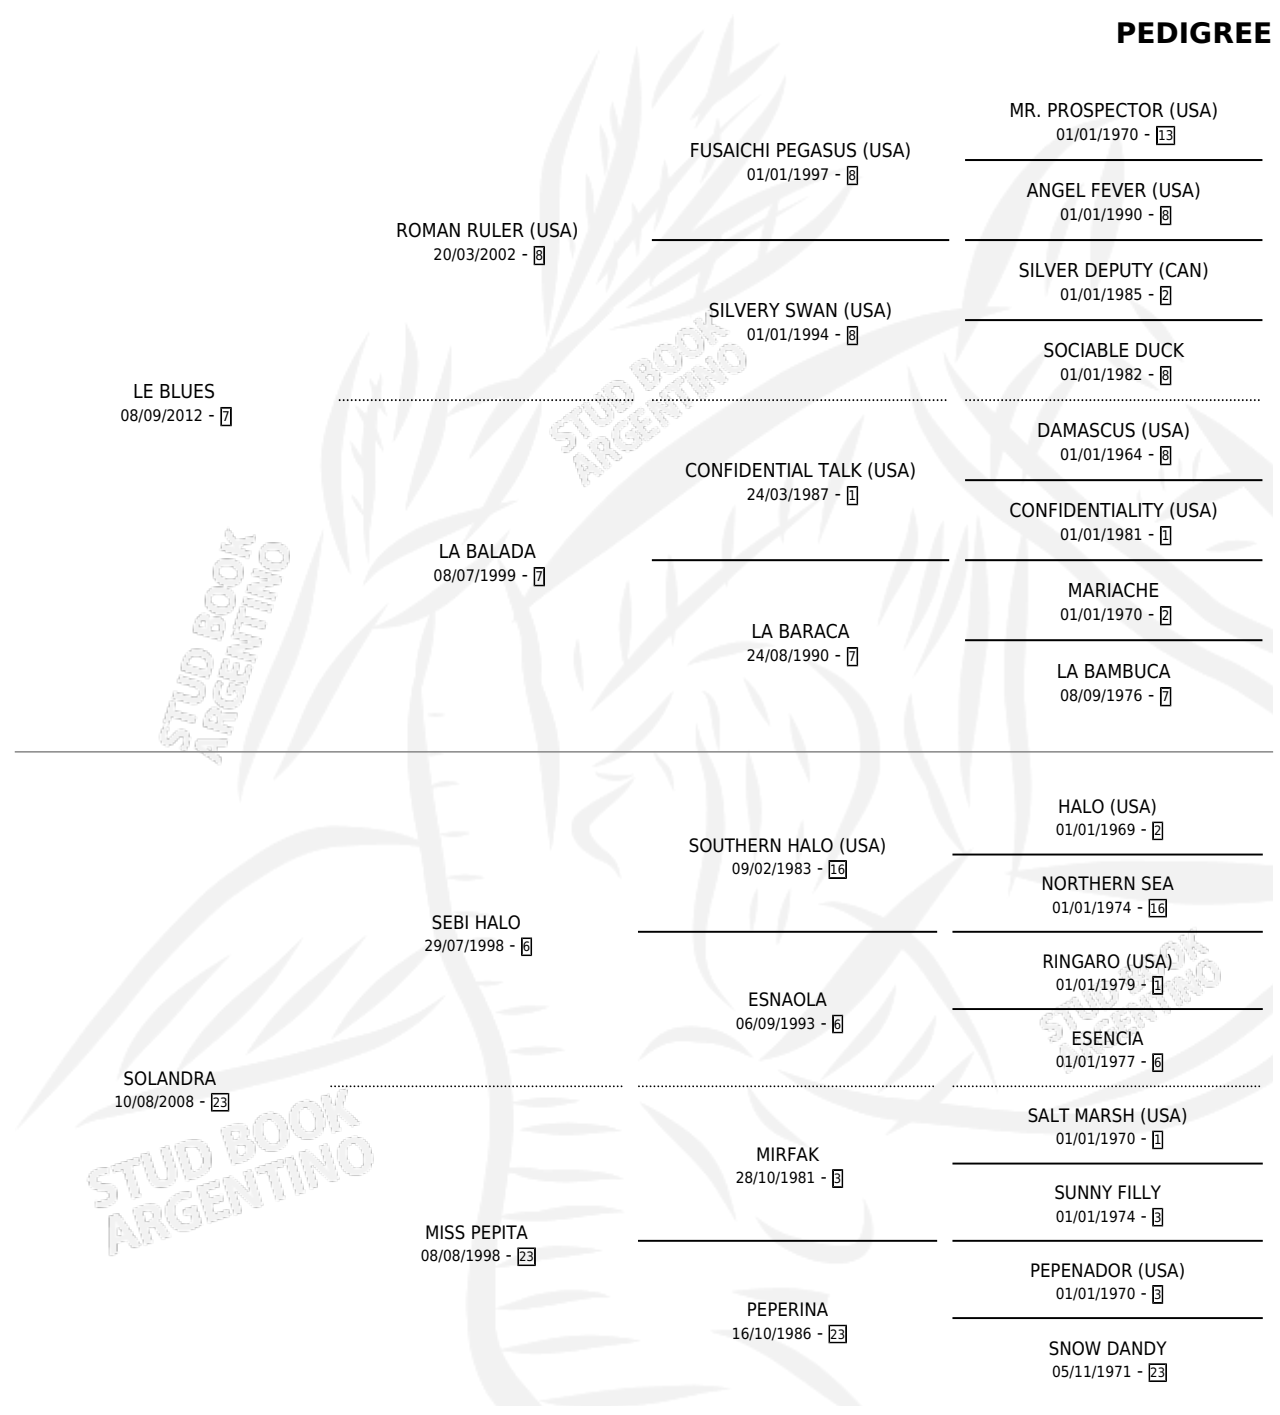 PEDIGREE
MR. PROSPECTOR (USA)
01/01/1970 - 13
FUSAICHI PEGASUS (USA)
01/01/1997 - 8
ANGEL FEVER (USA)
01/01/1990 - 8
ROMAN RULER (USA)
20/03/2002 - 8
SILVER DEPUTY (CAN)
01/01/1985 - 2
SILVERY SWAN (USA)
01/01/1994 - 8
SOCIABLE DUCK
01/01/1982 - 8
LE BLUES
08/09/2012 - 7
DAMASCUS (USA)
01/01/1964 - 8
CONFIDENTIAL TALK (USA)
24/03/1987 - 1
CONFIDENTIALITY (USA)
01/01/1981 - 1
LA BALADA
08/07/1999 - 7
MARIACHE
01/01/1970 - 2
LA BARACA
24/08/1990 - 7
LA BAMBUCA
08/09/1976 - 7
HALO (USA)
01/01/1969 - 2
SOUTHERN HALO (USA)
09/02/1983 - 16
NORTHERN SEA
01/01/1974 - 16
SEBI HALO
29/07/1998 - 6
RINGARO (USA)
01/01/1979 - 1
ESNAOLA
06/09/1993 - 6
ESENCIA
01/01/1977 - 6
SOLANDRA
10/08/2008 - 23
SALT MARSH (USA)
01/01/1970 - 1
MIRFAK
28/10/1981 - 3
SUNNY FILLY
01/01/1974 - 3
MISS PEPITA
08/08/1998 - 23
PEPENADOR (USA)
01/01/1970 - 3
PEPERINA
16/10/1986 - 23
SNOW DANDY
05/11/1971 - 23
STUD BOOK
ARGENTINO
STUD BOOK
ARGENTINO
STUD BOOK
ARGENTINO
STUD BOOK
ARGENTINO